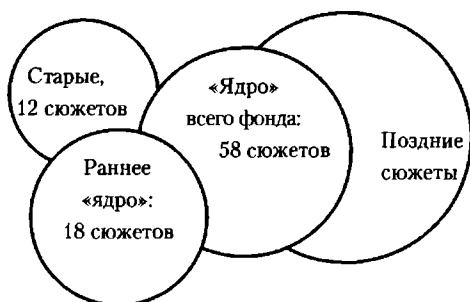 Старые,
12 сюжетов
«Ядро»
всего фонда:
58 сюжетов
Раннее
«ядро»:
18 сюжетов
Поздние
сюжеты